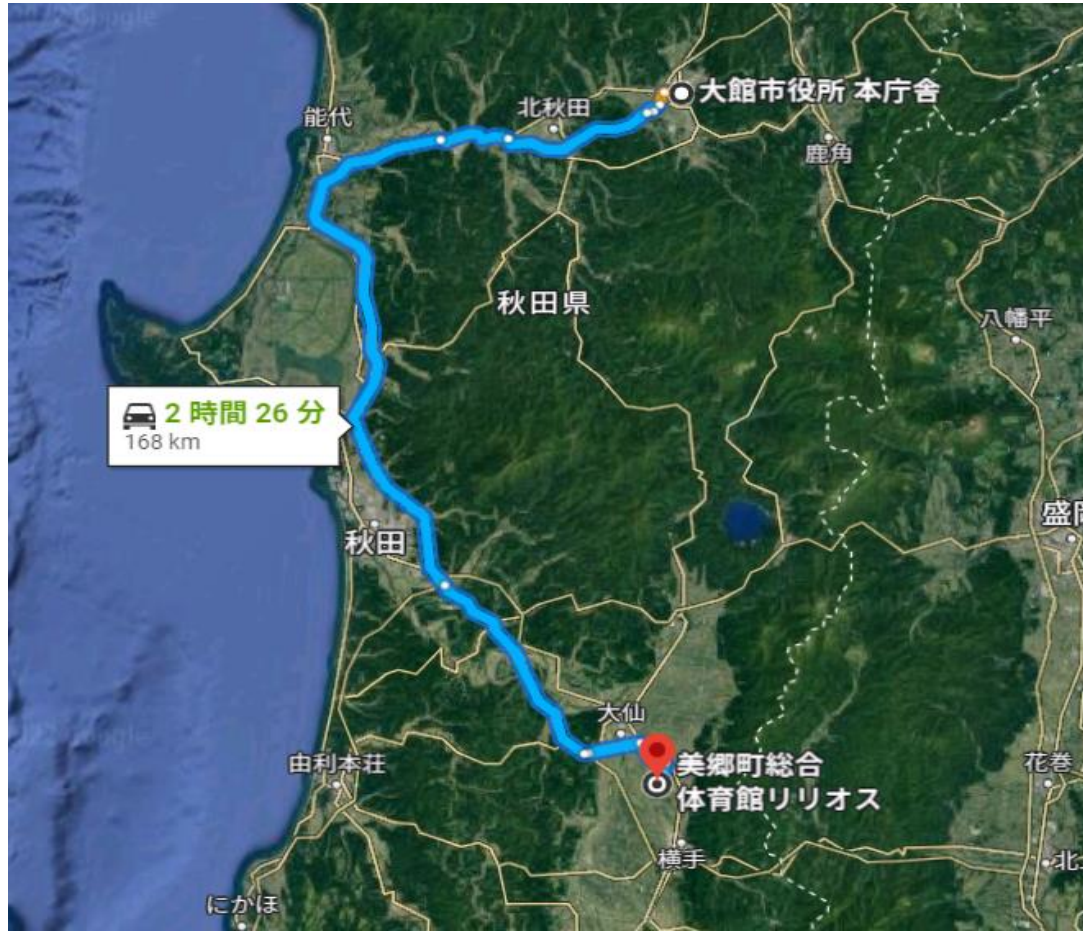 大館市役所 本庁舎
北秋田
能代
鹿角
秋田県
八幡平
2 時間 26 分
168 km
盛
秋田
大仙
美郷町総合
体育館リリオス
由利本荘
花巻
横手
北
にかほ